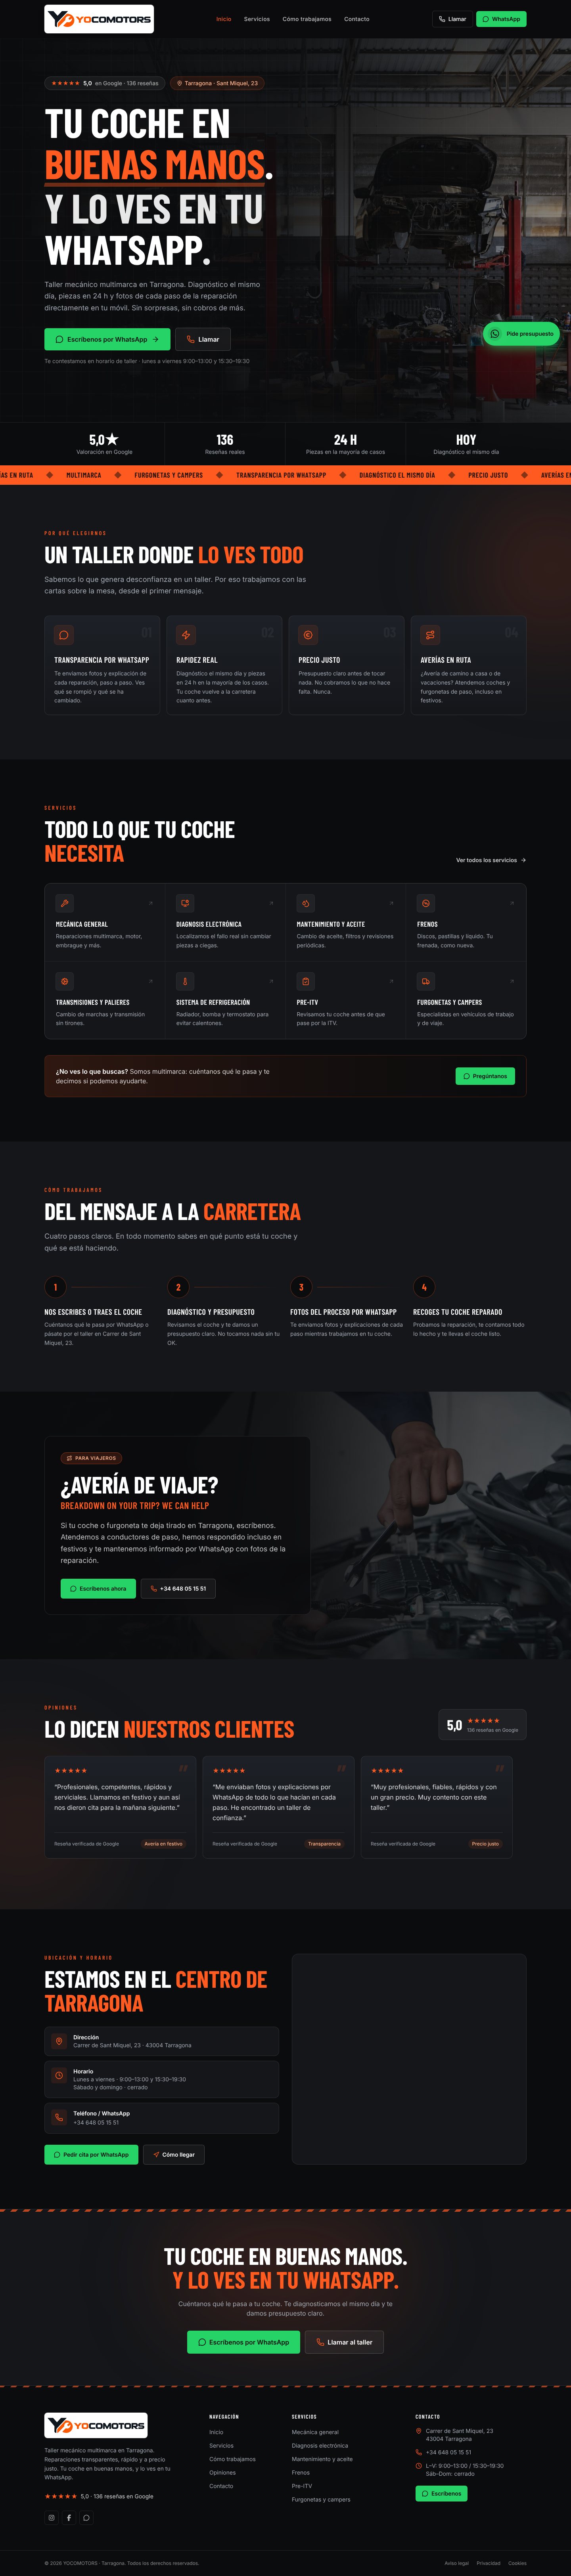 YOCOMOTORS
Inicio
Servicios
Cómo trabajamos
Contacto
Llamar
WhatsApp
★★★★★ 5,0 en Google · 136 reseñas
Tarragona · Sant Miquel, 23
TU COCHE EN
BUENAS MANOS.
Y LO VES EN TU
WHATSAPP.
Taller mecánico multimarca en Tarragona. Diagnóstico el mismo
día, piezas en 24 h y fotos de cada paso de la reparación
directamente en tu móvil. Sin sorpresas, sin cobros de más.
Escríbenos por WhatsApp →
Llamar
Te contestamos en horario de taller · lunes a viernes 9:00–13:00 y 15:30–19:30
Pide presupuesto
5,0★
Valoración en Google
136
Reseñas reales
24 H
Piezas en la mayoría de casos
HOY
Diagnóstico el mismo día
ÍAS EN RUTA ◆ MULTIMARCA ◆ FURGONETAS Y CAMPERS ◆ TRANSPARENCIA POR WHATSAPP ◆ DIAGNÓSTICO EL MISMO DÍA ◆ PRECIO JUSTO ◆ AVERÍAS E
POR QUÉ ELEGIRNOS
UN TALLER DONDE LO VES TODO
Sabemos lo que genera desconfianza en un taller. Por eso trabajamos con las
cartas sobre la mesa, desde el primer mensaje.
01
TRANSPARENCIA POR WHATSAPP
Te enviamos fotos y explicación de
cada reparación, paso a paso. Ves
qué se rompió y qué se ha
cambiado.
02
RAPIDEZ REAL
Diagnóstico el mismo día y piezas
en 24 h en la mayoría de los casos.
Tu coche vuelve a la carretera
cuanto antes.
03
PRECIO JUSTO
Presupuesto claro antes de tocar
nada. No cobramos lo que no hace
falta. Nunca.
04
AVERÍAS EN RUTA
¿Avería de camino a casa o de
vacaciones? Atendemos coches y
furgonetas de paso, incluso en
festivos.
SERVICIOS
TODO LO QUE TU COCHE
NECESITA
Ver todos los servicios →
MECÁNICA GENERAL
Reparaciones multimarca, motor,
embrague y más.
DIAGNOSIS ELECTRÓNICA
Localizamos el fallo real sin cambiar
piezas a ciegas.
MANTENIMIENTO Y ACEITE
Cambio de aceite, filtros y revisiones
periódicas.
FRENOS
Discos, pastillas y líquido. Tu
frenada, como nueva.
TRANSMISIONES Y PALIERES
Cambio de marchas y transmisión
sin tirones.
SISTEMA DE REFRIGERACIÓN
Radiador, bomba y termostato para
evitar calentones.
PRE-ITV
Revisamos tu coche antes de que
pase por la ITV.
FURGONETAS Y CAMPERS
Especialistas en vehículos de trabajo
y de viaje.
¿No ves lo que buscas? Somos multimarca: cuéntanos qué le pasa y te
decimos si podemos ayudarte.
Pregúntanos
CÓMO TRABAJAMOS
DEL MENSAJE A LA CARRETERA
Cuatro pasos claros. En todo momento sabes en qué punto está tu coche y
qué se está haciendo.
1
NOS ESCRIBES O TRAES EL COCHE
Cuéntanos qué le pasa por WhatsApp o
pásate por el taller en Carrer de Sant
Miquel, 23.
2
DIAGNÓSTICO Y PRESUPUESTO
Revisamos el coche y te damos un
presupuesto claro. No tocamos nada sin tu
OK.
3
FOTOS DEL PROCESO POR WHATSAPP
Te enviamos fotos y explicaciones de cada
paso mientras trabajamos en tu coche.
4
RECOGES TU COCHE REPARADO
Probamos la reparación, te contamos todo
lo hecho y te llevas el coche listo.
PARA VIAJEROS
¿AVERÍA DE VIAJE?
BREAKDOWN ON YOUR TRIP? WE CAN HELP
Si tu coche o furgoneta te deja tirado en Tarragona, escríbenos.
Atendemos a conductores de paso, hemos respondido incluso en
festivos y te mantenemos informado por WhatsApp con fotos de la
reparación.
Escríbenos ahora
+34 648 05 15 51
OPINIONES
LO DICEN NUESTROS CLIENTES
5,0 ★★★★★
136 reseñas en Google
★★★★★
"Profesionales, competentes, rápidos y
serviciales. Llamamos en festivo y aun así
nos dieron cita para la mañana siguiente."
Reseña verificada de Google
Avería en festivo
★★★★★
"Me enviaban fotos y explicaciones por
WhatsApp de todo lo que hacían en cada
paso. He encontrado un taller de
confianza."
Reseña verificada de Google
Transparencia
★★★★★
"Muy profesionales, fiables, rápidos y con
un gran precio. Muy contento con este
taller."
Reseña verificada de Google
Precio justo
UBICACIÓN Y HORARIO
ESTAMOS EN EL CENTRO DE
TARRAGONA
Dirección
Carrer de Sant Miquel, 23 · 43004 Tarragona
Horario
Lunes a viernes · 9:00–13:00 y 15:30–19:30
Sábado y domingo · cerrado
Teléfono / WhatsApp
+34 648 05 15 51
Pedir cita por WhatsApp
Cómo llegar
TU COCHE EN BUENAS MANOS.
Y LO VES EN TU WHATSAPP.
Cuéntanos qué le pasa a tu coche. Te diagnosticamos el mismo día y te
damos presupuesto claro.
Escríbenos por WhatsApp
Llamar al taller
YOCOMOTORS
Taller mecánico multimarca en Tarragona.
Reparaciones transparentes, rápido y a precio
justo. Tu coche en buenas manos, y lo ves en tu
WhatsApp.
★★★★★ 5,0 · 136 reseñas en Google
NAVEGACIÓN
Inicio
Servicios
Cómo trabajamos
Opiniones
Contacto
SERVICIOS
Mecánica general
Diagnosis electrónica
Mantenimiento y aceite
Frenos
Pre-ITV
Furgonetas y campers
CONTACTO
Carrer de Sant Miquel, 23
43004 Tarragona
+34 648 05 15 51
L–V: 9:00–13:00 / 15:30–19:30
Sáb–Dom: cerrado
Escríbenos
© 2026 YOCOMOTORS · Tarragona. Todos los derechos reservados.
Aviso legal
Privacidad
Cookies